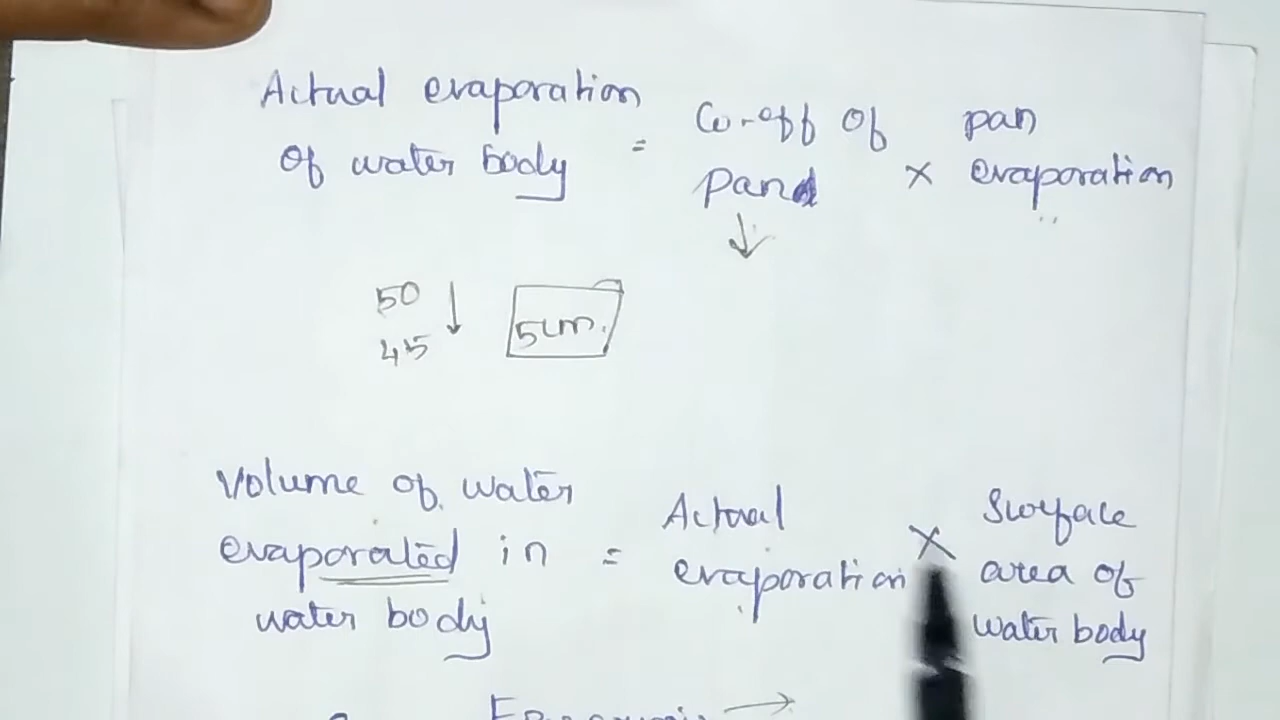 Actual evaporation
of water body = Co-eff of pan × pan evaporation
50
45
5cm.
Volume of water
evaporated in
water body = Actual evaporation × Surface area of water body